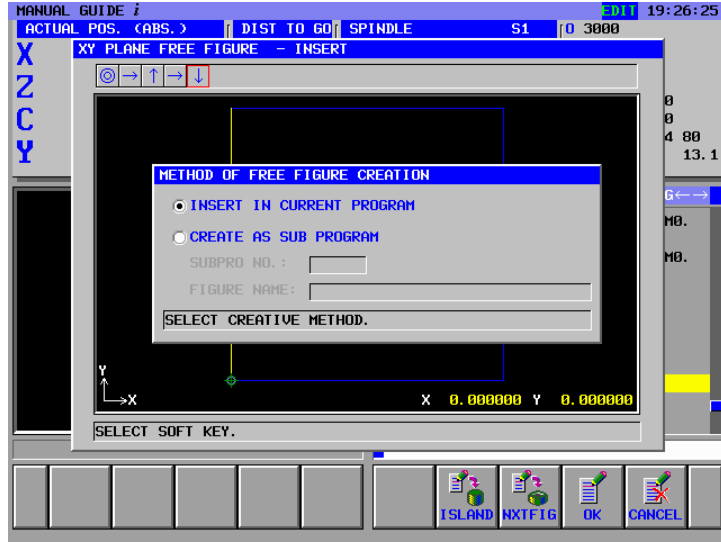 MANUAL GUIDE i EDIT 19:26:25
ACTUAL POS. (ABS.) DIST TO GO SPINDLE S1 O 3000
XY PLANE FREE FIGURE - INSERT
X
Z
C
Y
0
0
4 80
13.1
METHOD OF FREE FIGURE CREATION
INSERT IN CURRENT PROGRAM
CREATE AS SUB PROGRAM
SUBPRO NO.:
FIGURE NAME:
SELECT CREATIVE METHOD.
G←→
M0.
M0.
Y
X
X 0.000000 Y 0.000000
SELECT SOFT KEY.
ISLAND NXTFIG OK CANCEL